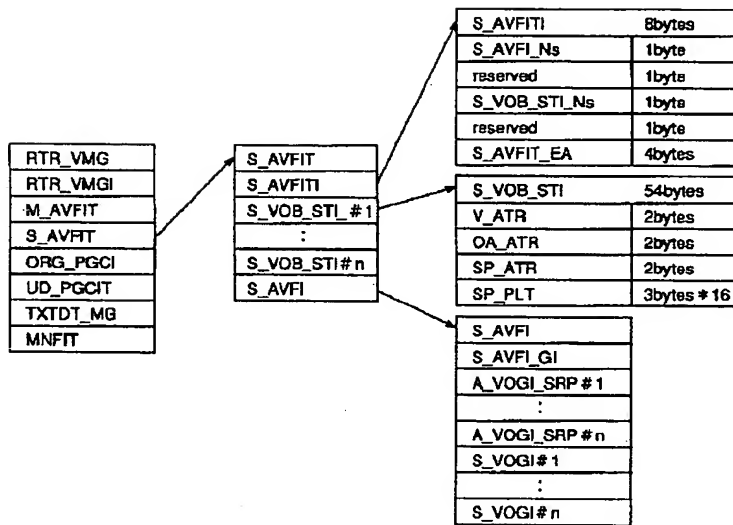 RTR_VMG
RTR_VMGI
M_AVFIT
S_AVFIT
ORG_PGCI
UD_PGCIT
TXTDT_MG
MNFIT
S_AVFIT
S_AVFITI
S_VOB_STI_#1
:
S_VOB_STI#n
S_AVFI
S_AVFITI 8bytes
S_AVFI_Ns 1byte
reserved 1byte
S_VOB_STI_Ns 1byte
reserved 1byte
S_AVFIT_EA 4bytes
S_VOB_STI 54bytes
V_ATR 2bytes
OA_ATR 2bytes
SP_ATR 2bytes
SP_PLT 3bytes*16
S_AVFI
S_AVFI_GI
A_VOGI_SRP#1
:
A_VOGI_SRP#n
S_VOGI#1
:
S_VOGI#n